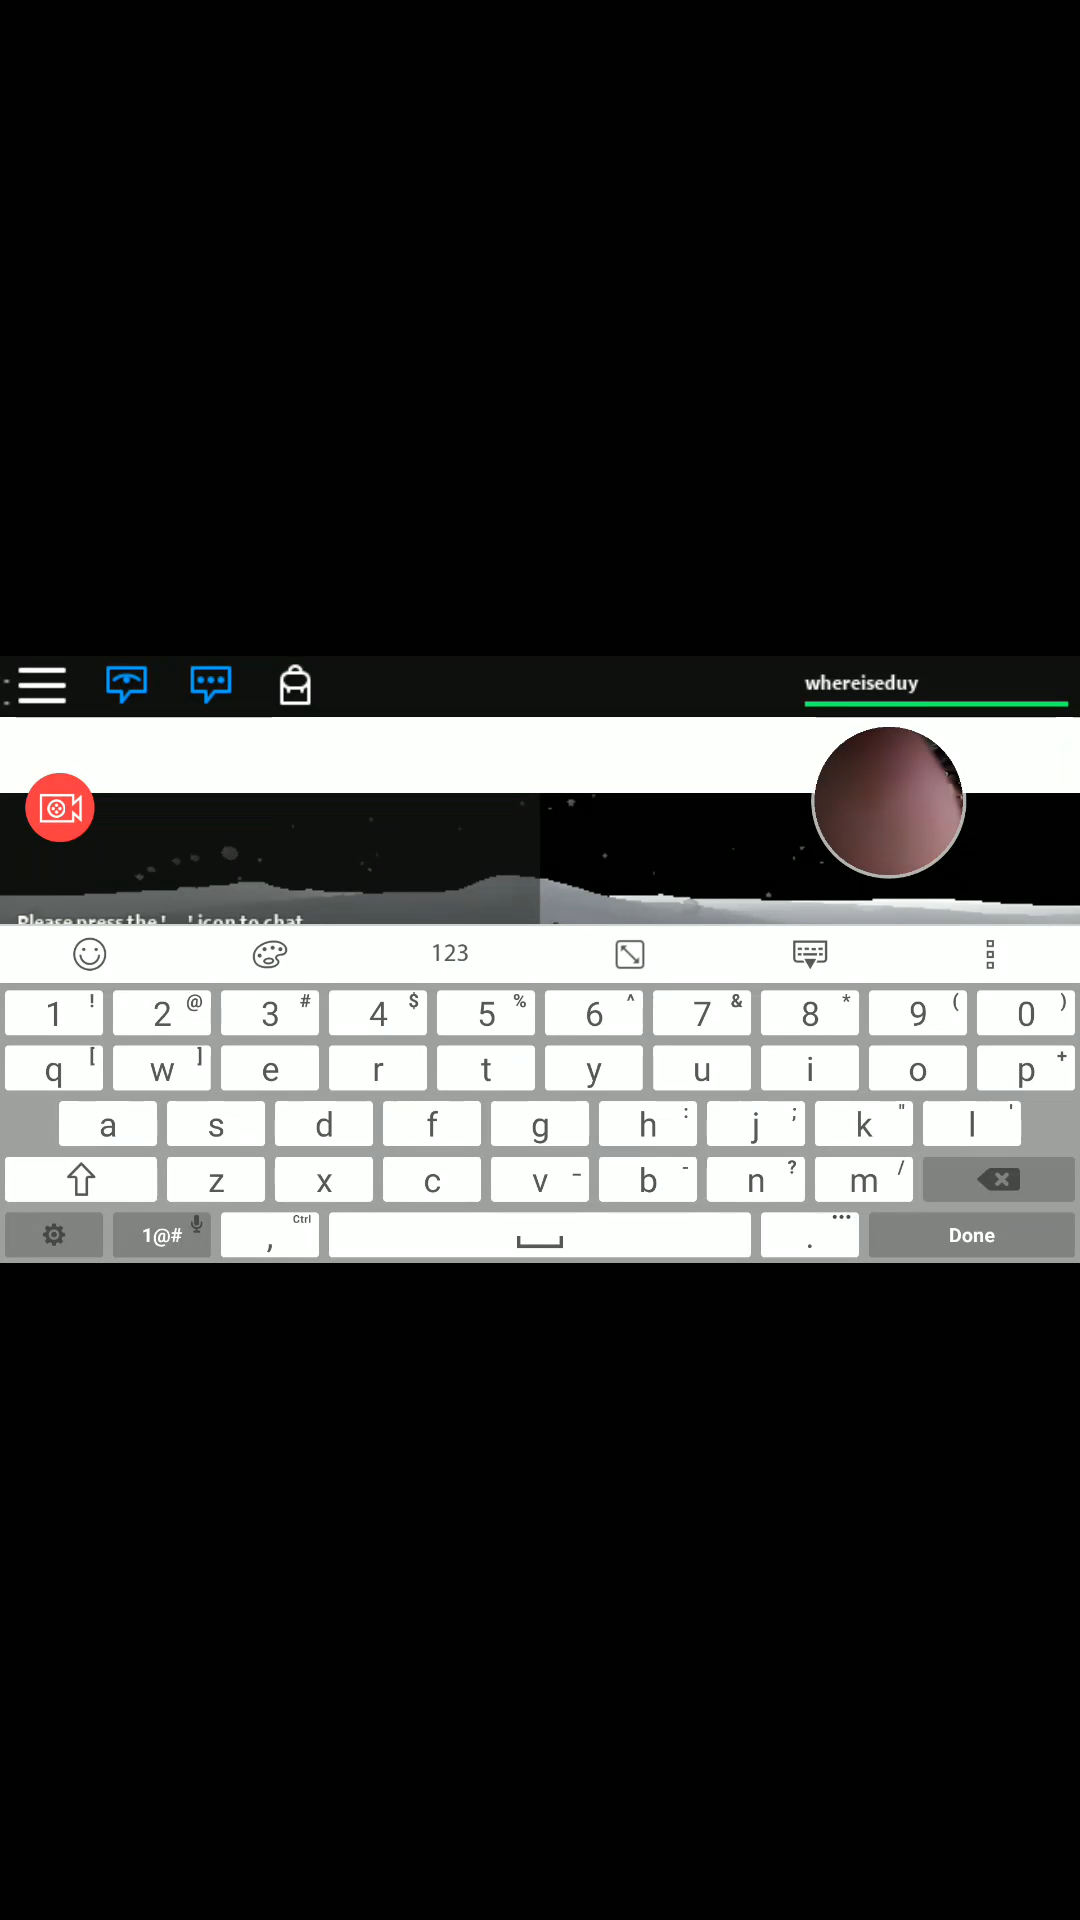 whereiseduy
Please press the '...' icon to chat
123
1 ! 2 @ 3 # 4 $ 5 % 6 ^ 7 & 8 * 9 ( 0 )
q [ w ] e r t y u i o p +
a s d f g h : j ; k " l '
z x c v _ b - n ? m /
1@# , Ctrl . ... Done